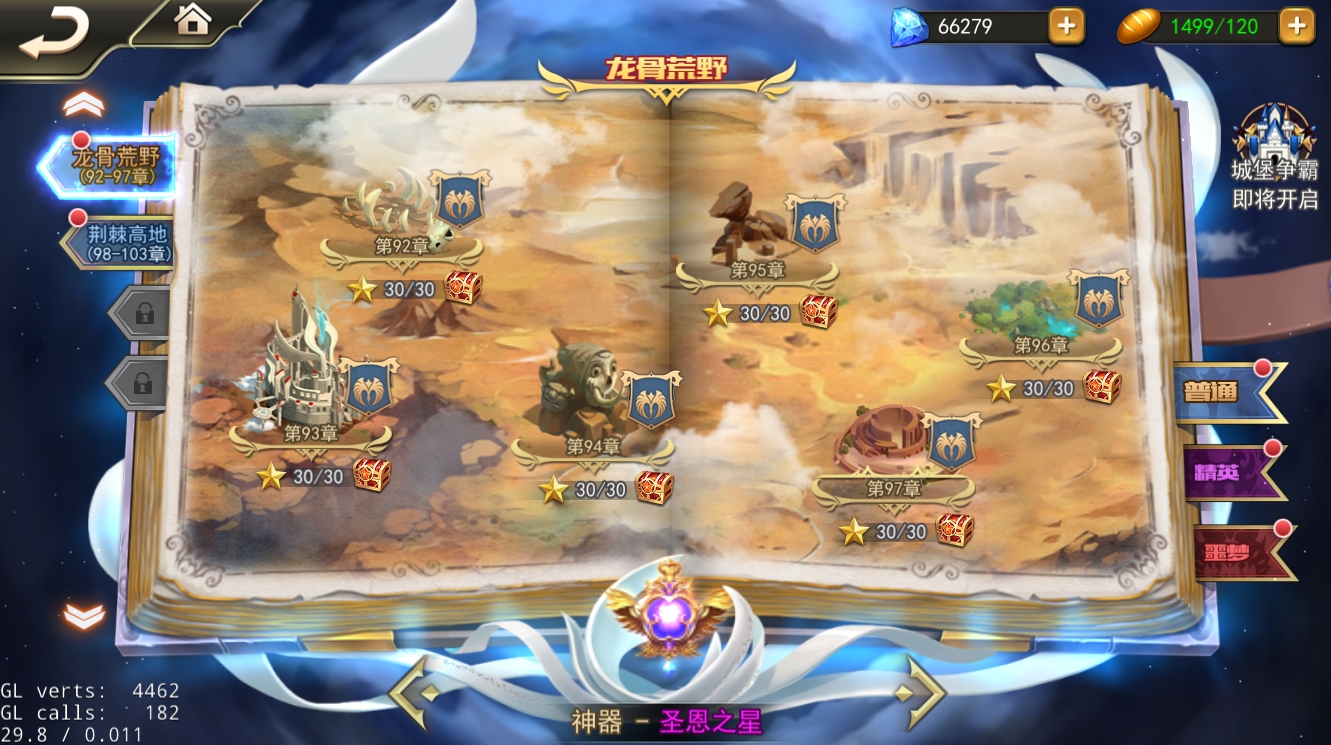 66279
1499/120
龙骨荒野
龙骨荒野
(92-97章)
荆棘高地
(98-103章)
城堡争霸
即将开启
第92章
30/30
第95章
30/30
第96章
30/30
第93章
30/30
第94章
30/30
第97章
30/30
普通
精英
噩梦
神器 - 圣恩之星
GL verts: 4462
GL calls: 182
29.8 / 0.011